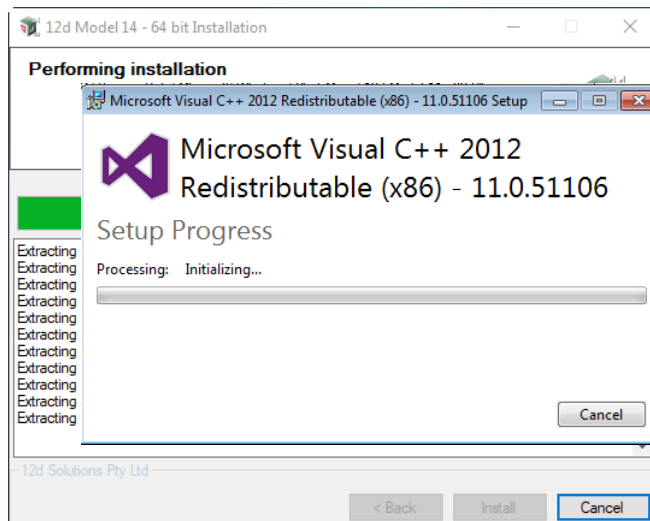 12d Model 14 - 64 bit Installation
Performing installation
Microsoft Visual C++ 2012 Redistributable (x86) - 11.0.51106 Setup
Microsoft Visual C++ 2012
Redistributable (x86) - 11.0.51106
Setup Progress
Processing: Initializing...
Extracting
Extracting
Extracting
Extracting
Extracting
Extracting
Extracting
Extracting
Extracting
Extracting
Extracting
Cancel
12d Solutions Pty Ltd
< Back
Install
Cancel